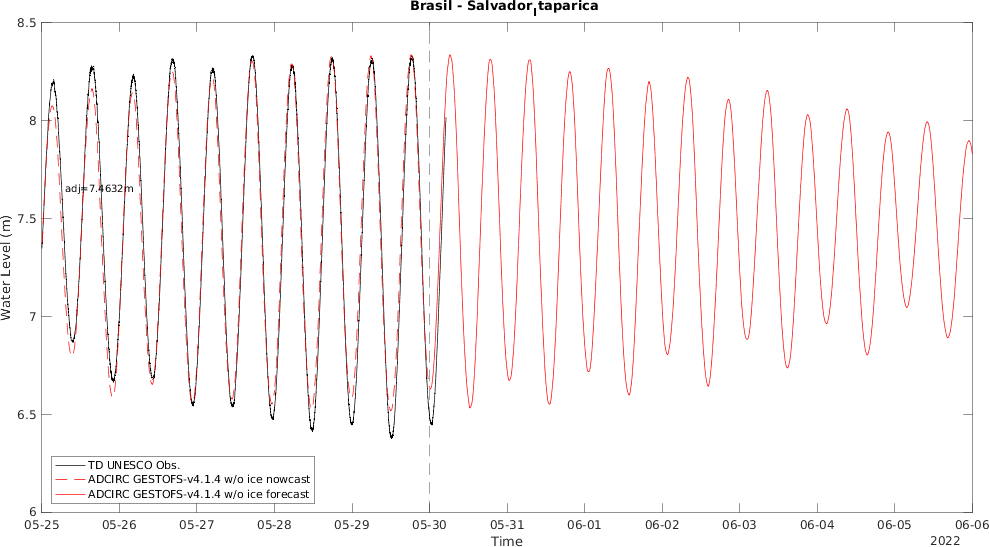 Brasil - Salvador_Itaparica
8.5
8
7.5
7
6.5
6
Water Level (m)
adj=7.4632m
TD UNESCO Obs.
ADCIRC GESTOFS-v4.1.4 w/o ice nowcast
ADCIRC GESTOFS-v4.1.4 w/o ice forecast
05-25 05-26 05-27 05-28 05-29 05-30 05-31 06-01 06-02 06-03 06-04 06-05 06-06
Time
2022